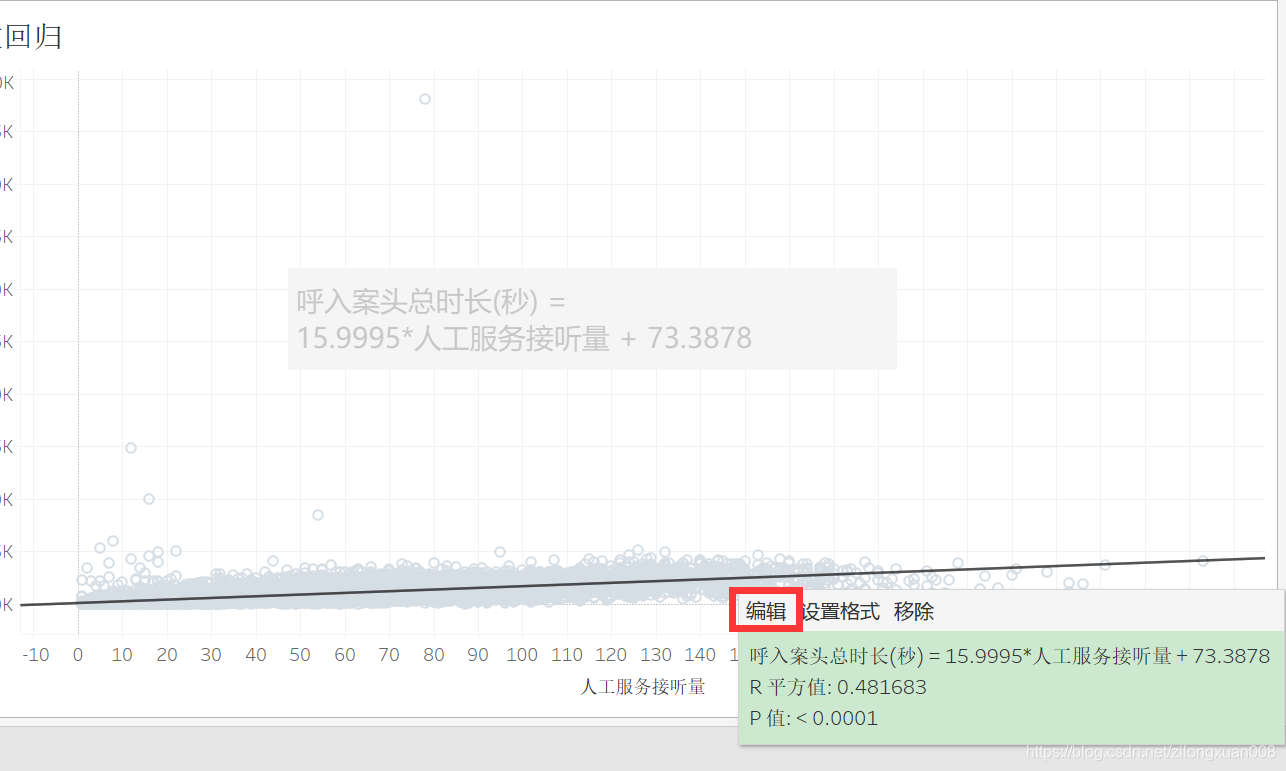 回归
0K
5K
0K
5K
0K
5K
0K
5K
0K
5K
0K
呼入案头总时长(秒) =
15.9995*人工服务接听量 + 73.3878
-10 0 10 20 30 40 50 60 70 80 90 100 110 120 130 140 1
人工服务接听量
编辑 设置格式 移除
呼入案头总时长(秒) = 15.9995*人工服务接听量 + 73.3878
R 平方值: 0.481683
P 值: < 0.0001
https://blog.csdn.net/zilongxuan008